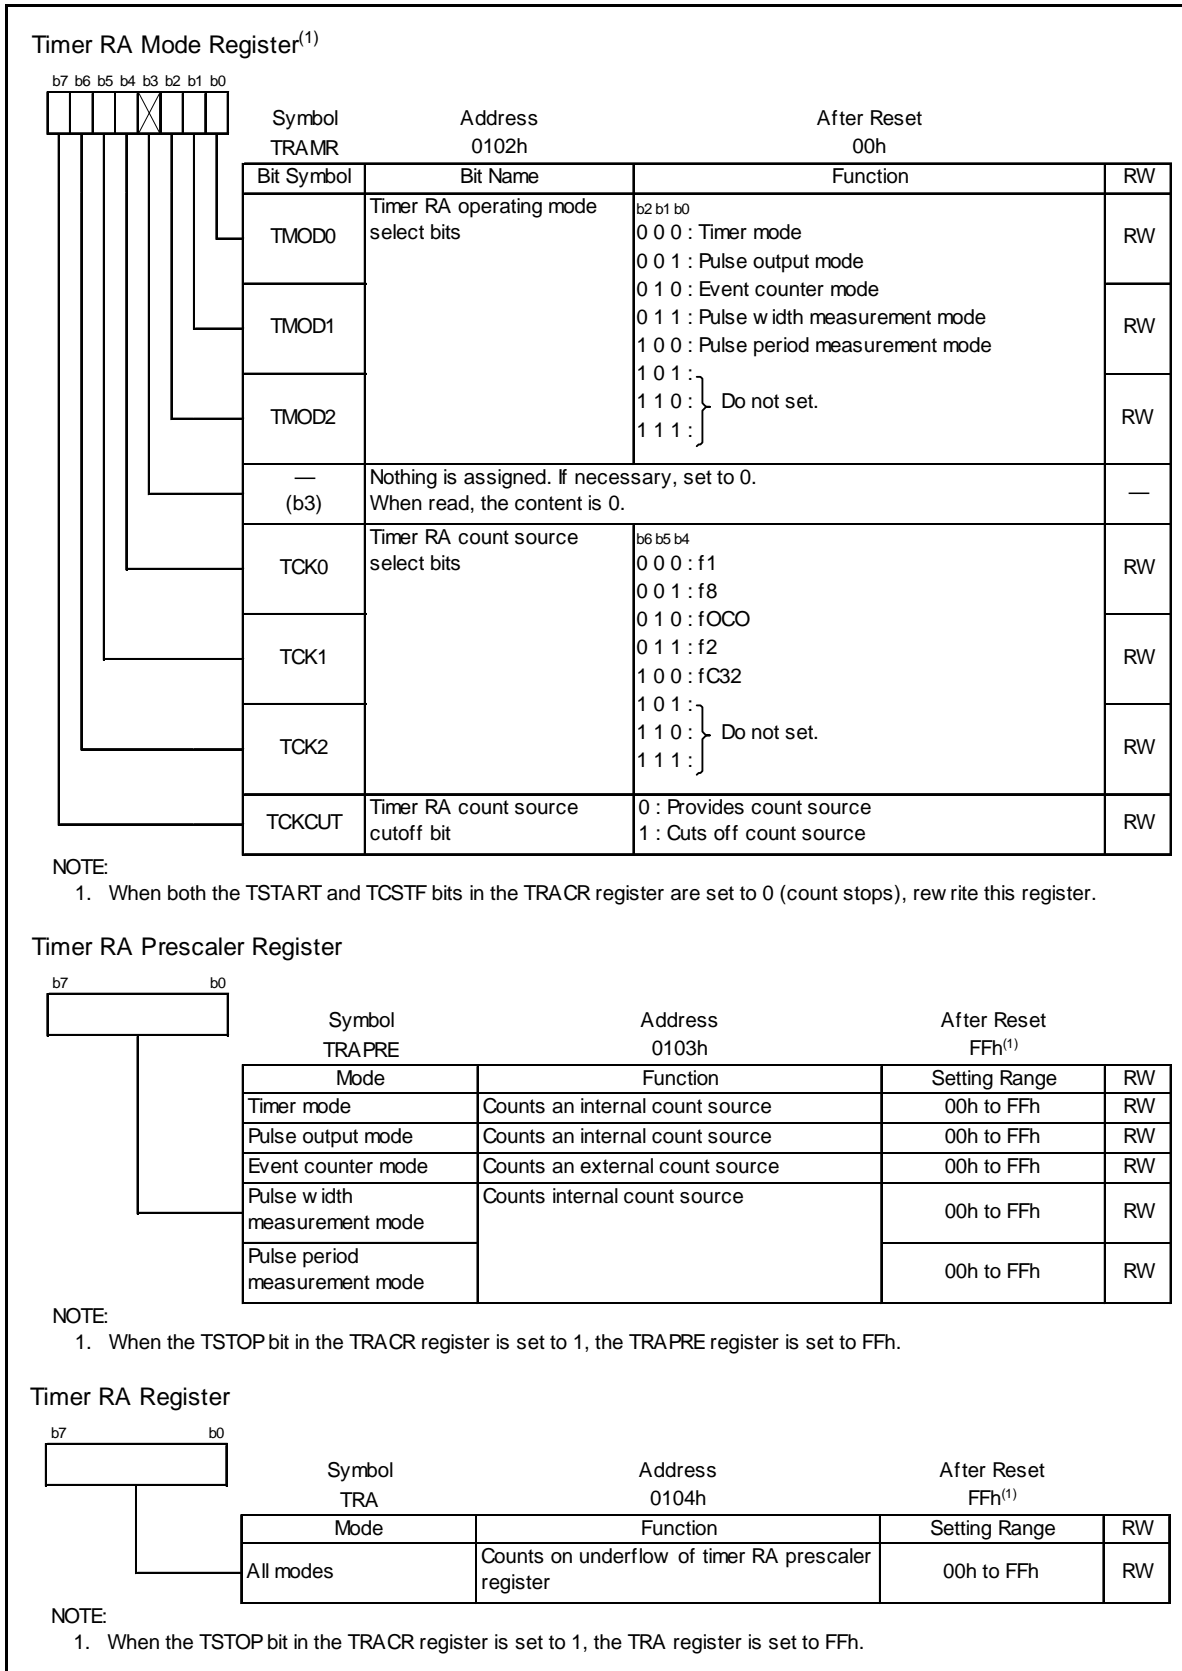 Timer RA Mode Register(1)
b7 b6 b5 b4 b3 b2 b1 b0
Symbol Address After Reset
TRAMR 0102h 00h
Bit Symbol Bit Name Function RW
TMOD0 Timer RA operating mode select bits b2 b1 b0 RW
0 0 0 : Timer mode
0 0 1 : Pulse output mode
0 1 0 : Event counter mode
TMOD1 0 1 1 : Pulse width measurement mode RW
1 0 0 : Pulse period measurement mode
1 0 1 :
TMOD2 1 1 0 : Do not set. RW
1 1 1 :
— (b3) Nothing is assigned. If necessary, set to 0. —
When read, the content is 0.
TCK0 Timer RA count source select bits b6 b5 b4 RW
0 0 0 : f1
0 0 1 : f8
0 1 0 : fOCO
TCK1 0 1 1 : f2 RW
1 0 0 : fC32
1 0 1 :
TCK2 1 1 0 : Do not set. RW
1 1 1 :
TCKCUT Timer RA count source cutoff bit 0 : Provides count source RW
1 : Cuts off count source
NOTE:
1. When both the TSTART and TCSTF bits in the TRACR register are set to 0 (count stops), rewrite this register.
Timer RA Prescaler Register
b7 b0
Symbol Address After Reset
TRAPRE 0103h FFh(1)
Mode Function Setting Range RW
Timer mode Counts an internal count source 00h to FFh RW
Pulse output mode Counts an internal count source 00h to FFh RW
Event counter mode Counts an external count source 00h to FFh RW
Pulse width measurement mode Counts internal count source 00h to FFh RW
Pulse period measurement mode 00h to FFh RW
NOTE:
1. When the TSTOP bit in the TRACR register is set to 1, the TRAPRE register is set to FFh.
Timer RA Register
b7 b0
Symbol Address After Reset
TRA 0104h FFh(1)
Mode Function Setting Range RW
All modes Counts on underflow of timer RA prescaler register 00h to FFh RW
NOTE:
1. When the TSTOP bit in the TRACR register is set to 1, the TRA register is set to FFh.